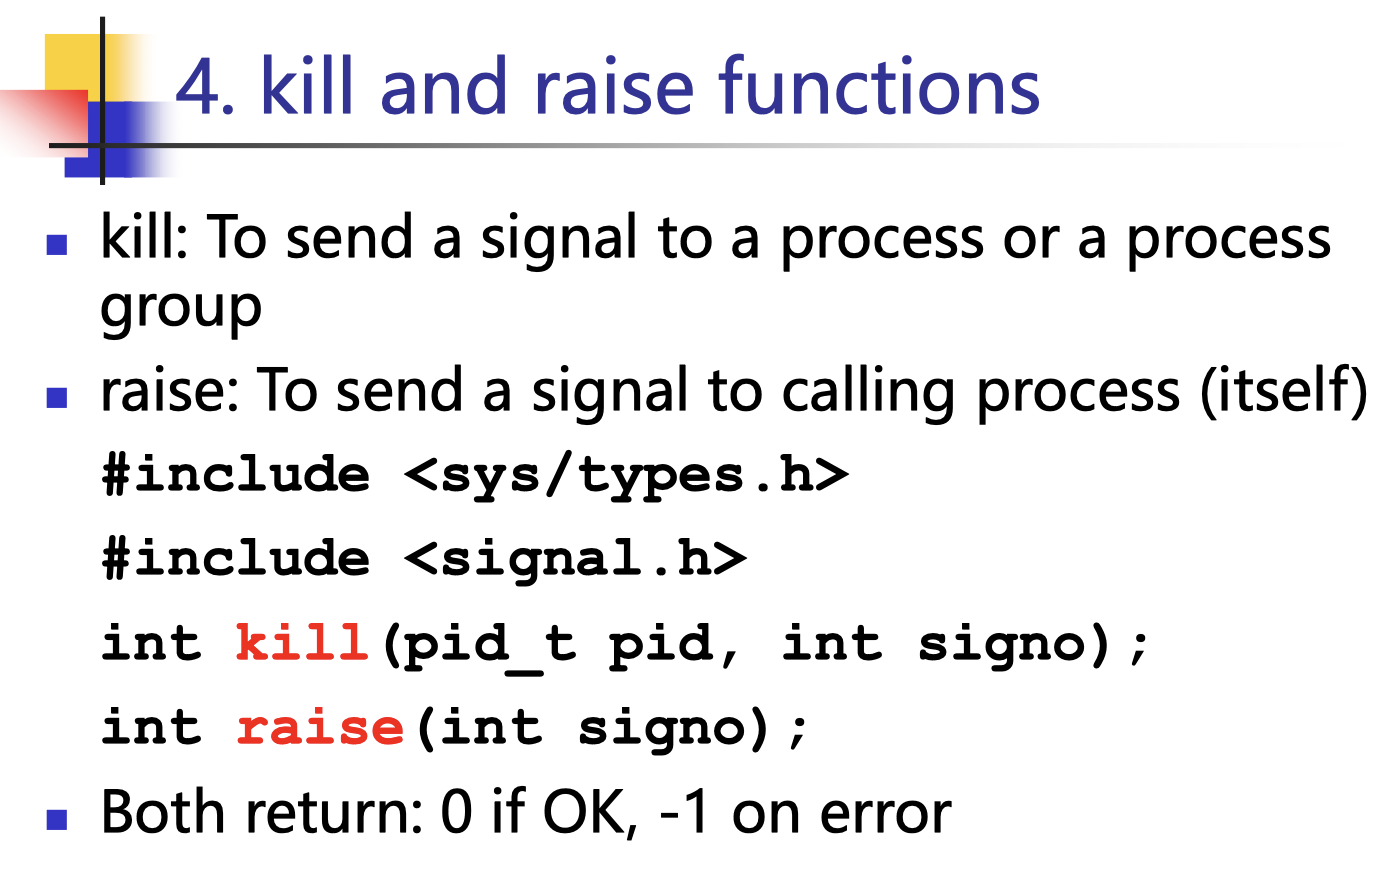 4. kill and raise functions
kill: To send a signal to a process or a process
group
raise: To send a signal to calling process (itself)
#include <sys/types.h>
#include <signal.h>
int kill(pid_t pid, int signo);
int raise(int signo);
Both return: 0 if OK, -1 on error